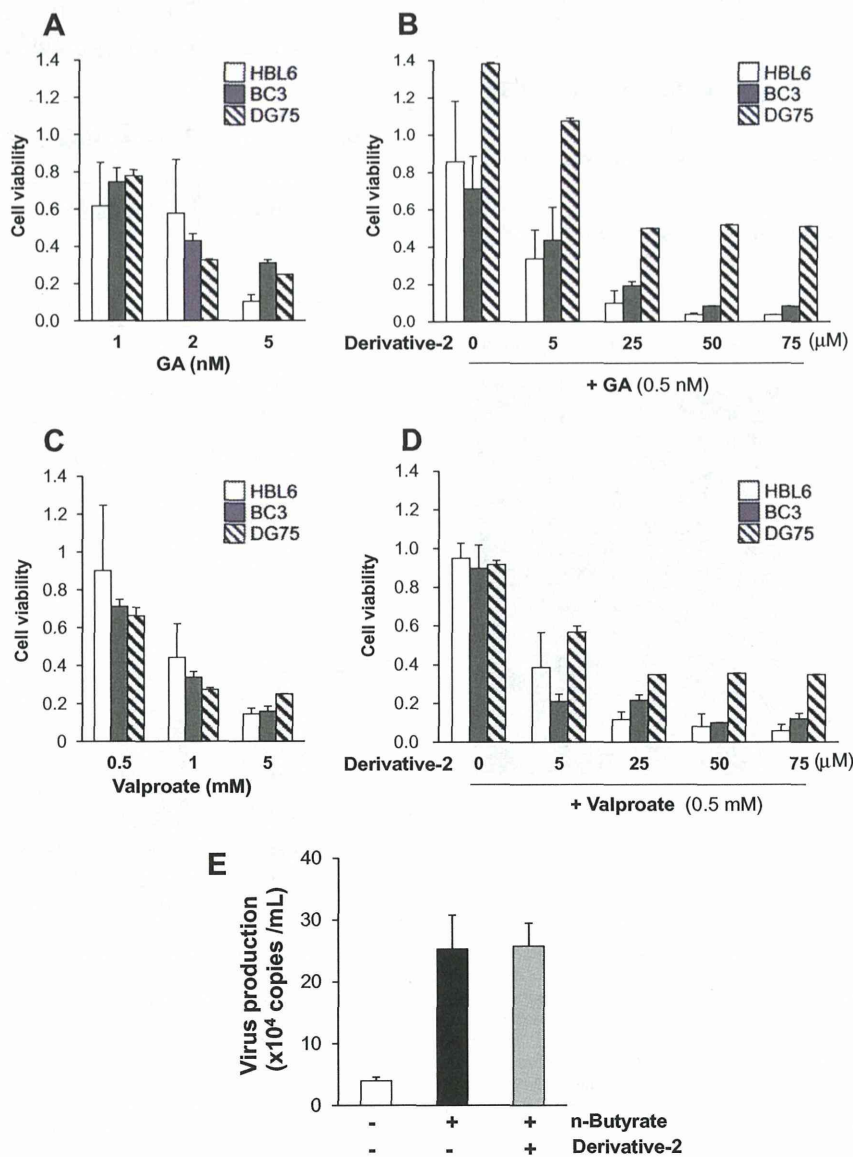 A
Cell viability
1.4
1.2
1.0
0.8
0.6
0.4
0.2
0.0
HBL6
BC3
DG75
1 2 5
GA (nM)
B
Cell viability
1.4
1.2
1.0
0.8
0.6
0.4
0.2
0.0
HBL6
BC3
DG75
Derivative-2 0 5 25 50 75 (μM)
+ GA (0.5 nM)
C
Cell viability
1.4
1.2
1
0.8
0.6
0.4
0.2
0
HBL6
BC3
DG75
0.5 1 5
Valproate (mM)
D
Cell viability
1.4
1.2
1.0
0.8
0.6
0.4
0.2
0.0
HBL6
BC3
DG75
Derivative-2 0 5 25 50 75 (μM)
+ Valproate (0.5 mM)
E
Virus production
(x10⁴ copies /mL)
40
30
20
10
0
- + + n-Butyrate
- - + Derivative-2